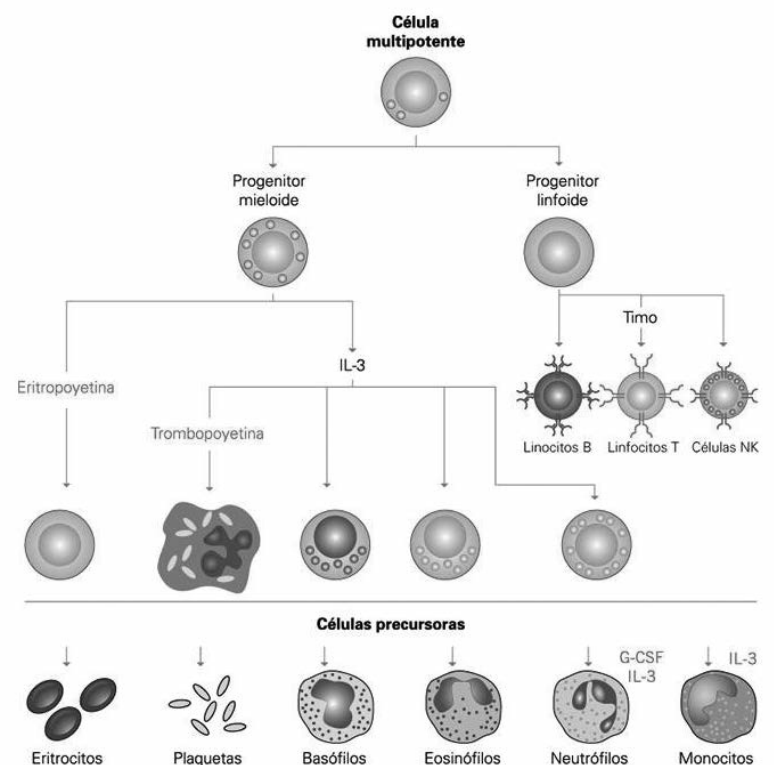 Célula
multipotente
Progenitor
mieloide
Progenitor
linfoide
Timo
IL-3
Eritropoyetina
Trombopoyetina
Linocitos B
Linfocitos T
Células NK
Células precursoras
G-CSF
IL-3
IL-3
Eritrocitos
Plaquetas
Basófilos
Eosinófilos
Neutrófilos
Monocitos